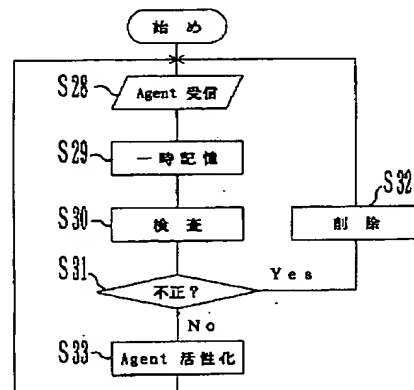 始め
S28
Agent 受信
S29
一時記憶
S30
検査
S32
削除
S31
不正?
Yes
No
S33
Agent 活性化